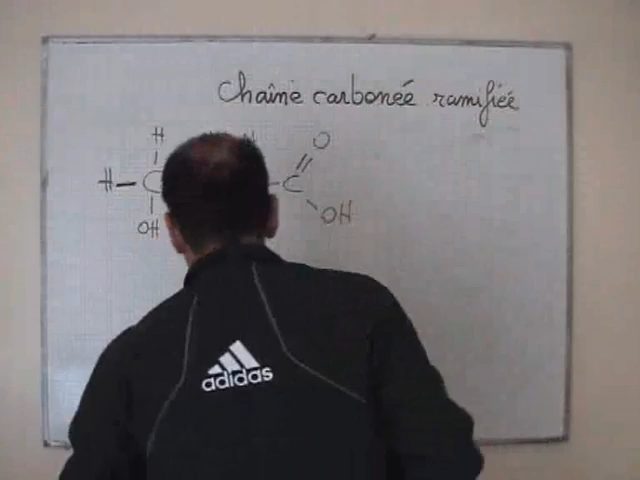 Chaîne carbonée ramifiée
H H O
H - C - C
OH OH
adidas